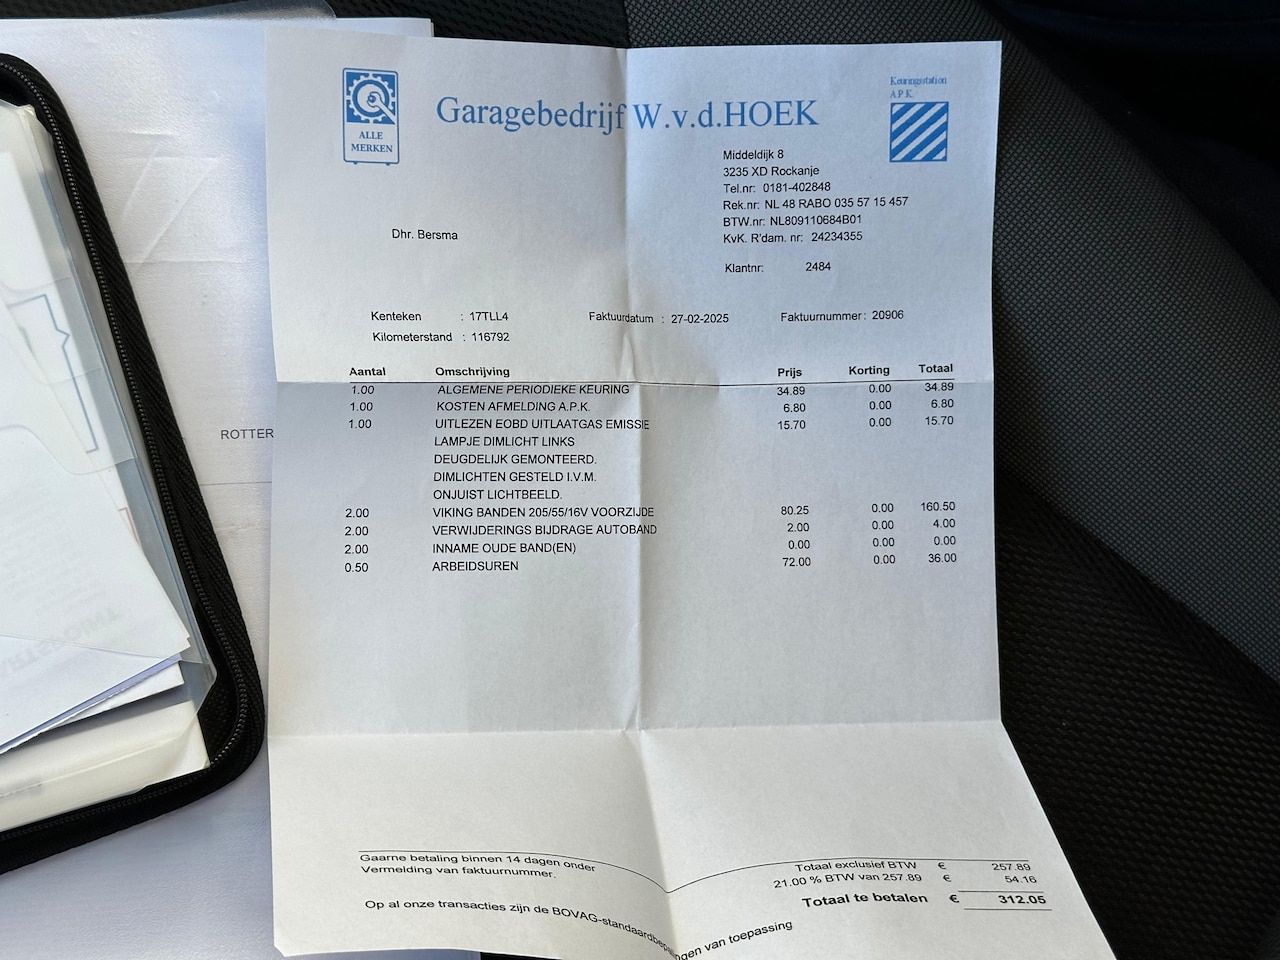 Garagebedrijf W.v.d.HOEK
ALLE
MERKEN
Keuringsstation
A.P.K.
Middeldijk 8
3235 XD Rockanje
Tel.nr: 0181-402848
Rek.nr: NL 48 RABO 035 57 15 457
BTW.nr: NL809110684B01
KvK. R'dam. nr: 24234355
Dhr. Bersma
Klantnr: 2484
Kenteken : 17TLL4 Faktuurdatum : 27-02-2025 Faktuurnummer: 20906
Kilometerstand : 116792
Aantal Omschrijving Prijs Korting Totaal
1.00 ALGEMENE PERIODIEKE KEURING 34.89 0.00 34.89
1.00 KOSTEN AFMELDING A.P.K. 6.80 0.00 6.80
1.00 UITLEZEN EOBD UITLAATGAS EMISSIE 15.70 0.00 15.70
LAMPJE DIMLICHT LINKS
DEUGDELIJK GEMONTEERD.
DIMLICHTEN GESTELD I.V.M.
ONJUIST LICHTBEELD.
2.00 VIKING BANDEN 205/55/16V VOORZIJDE 80.25 0.00 160.50
2.00 VERWIJDERINGS BIJDRAGE AUTOBAND 2.00 0.00 4.00
2.00 INNAME OUDE BAND(EN) 0.00 0.00 0.00
0.50 ARBEIDSUREN 72.00 0.00 36.00
Gaarne betaling binnen 14 dagen onder
Vermelding van faktuurnummer.
Totaal exclusief BTW € 257.89
21.00 % BTW van 257.89 € 54.16
Totaal te betalen € 312.05
Op al onze transacties zijn de van toepassing
ROTTER